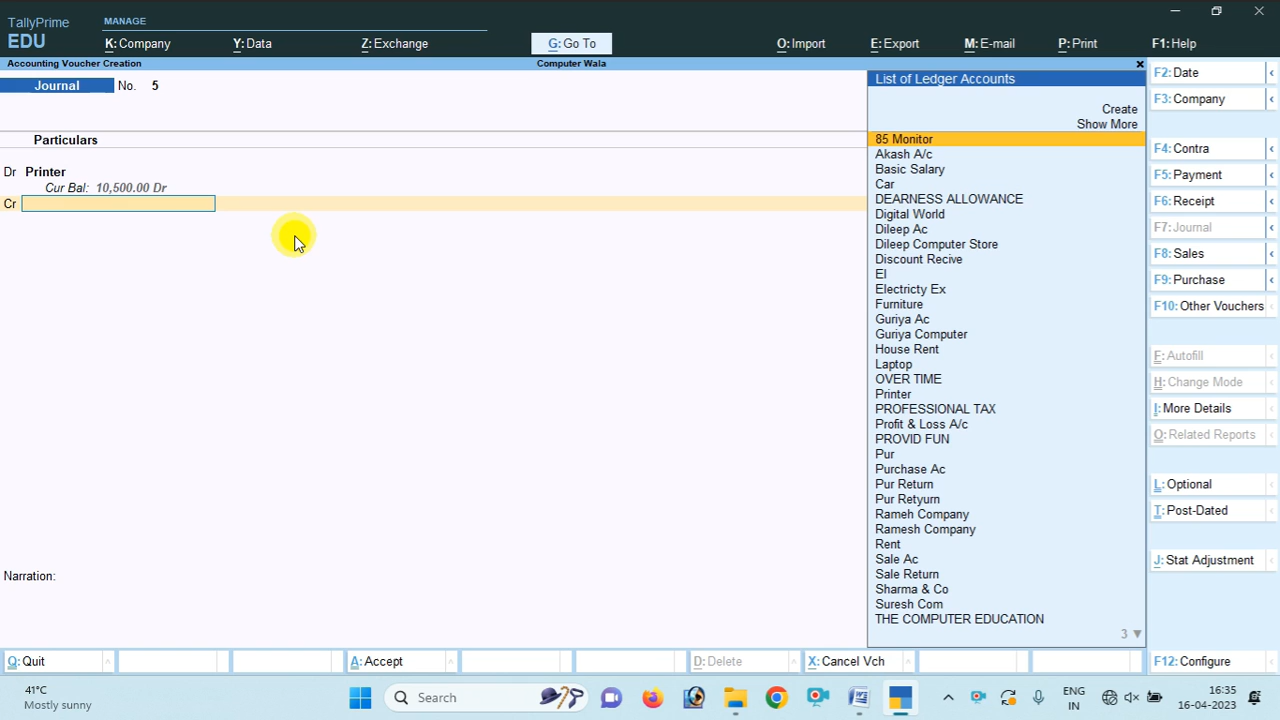 TallyPrime
EDU
MANAGE
K: Company
Y: Data
Z: Exchange
G: Go To
O: Import
E: Export
M: E-mail
P: Print
F1: Help
Accounting Voucher Creation
Computer Wala
Journal No. 5
Particulars
Dr Printer
Cur Bal: 10,500.00 Dr
Cr
Narration:
List of Ledger Accounts
Create
Show More
85 Monitor
Akash A/c
Basic Salary
Car
DEARNESS ALLOWANCE
Digital World
Dileep Ac
Dileep Computer Store
Discount Recive
El
Electricty Ex
Furniture
Guriya Ac
Guriya Computer
House Rent
Laptop
OVER TIME
Printer
PROFESSIONAL TAX
Profit & Loss A/c
PROVID FUN
Pur
Purchase Ac
Pur Return
Pur Retyurn
Rameh Company
Ramesh Company
Rent
Sale Ac
Sale Return
Sharma & Co
Suresh Com
THE COMPUTER EDUCATION
3
F2: Date
F3: Company
F4: Contra
F5: Payment
F6: Receipt
F7: Journal
F8: Sales
F9: Purchase
F10: Other Vouchers
F: Autofill
H: Change Mode
I: More Details
O: Related Reports
L: Optional
T: Post-Dated
J: Stat Adjustment
F12: Configure
Q: Quit
A: Accept
D: Delete
X: Cancel Vch
41°C
Mostly sunny
Search
ENG
IN
16:35
16-04-2023